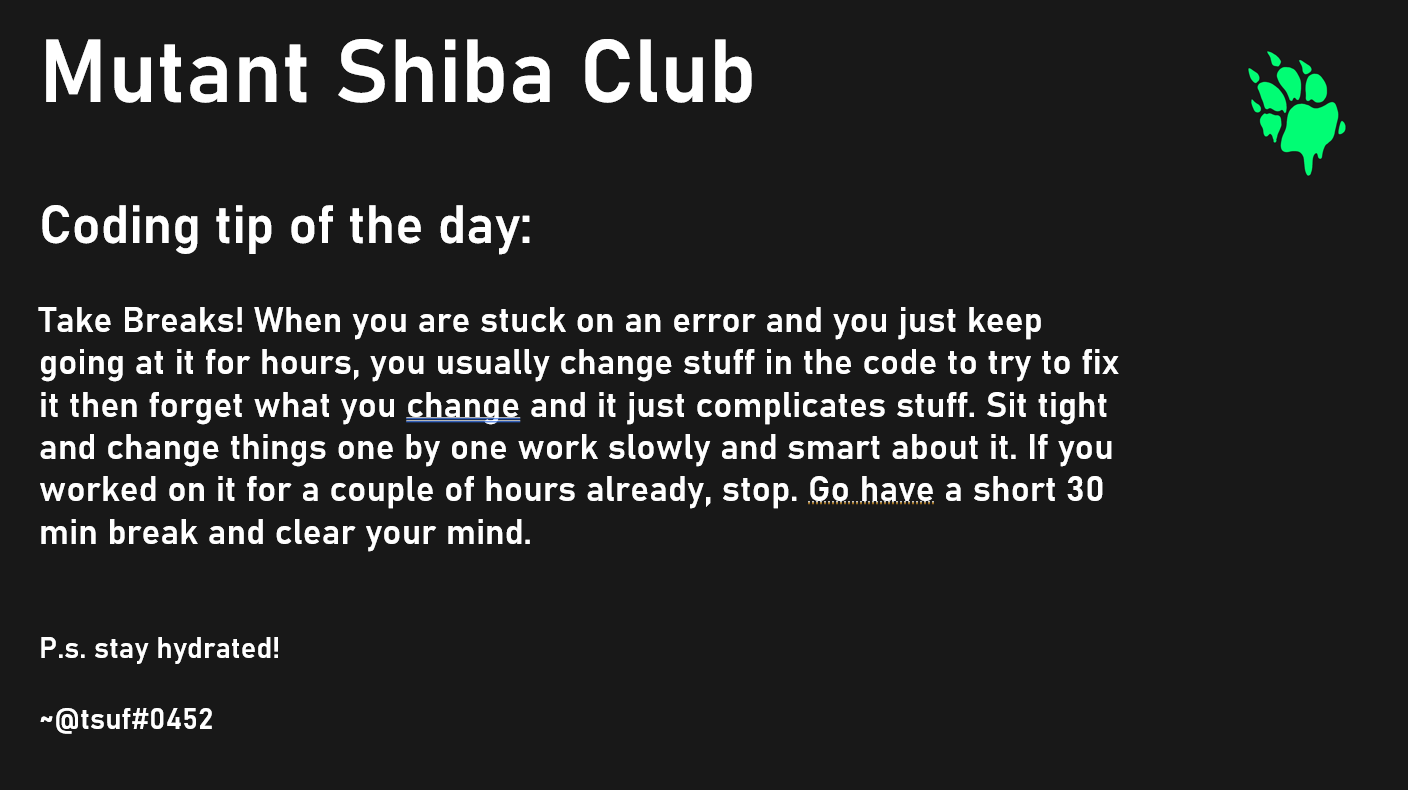 Mutant Shiba Club
Coding tip of the day:
Take Breaks! When you are stuck on an error and you just keep
going at it for hours, you usually change stuff in the code to try to fix
it then forget what you change and it just complicates stuff. Sit tight
and change things one by one work slowly and smart about it. If you
worked on it for a couple of hours already, stop. Go have a short 30
min break and clear your mind.
P.s. stay hydrated!
~@tsuf#0452